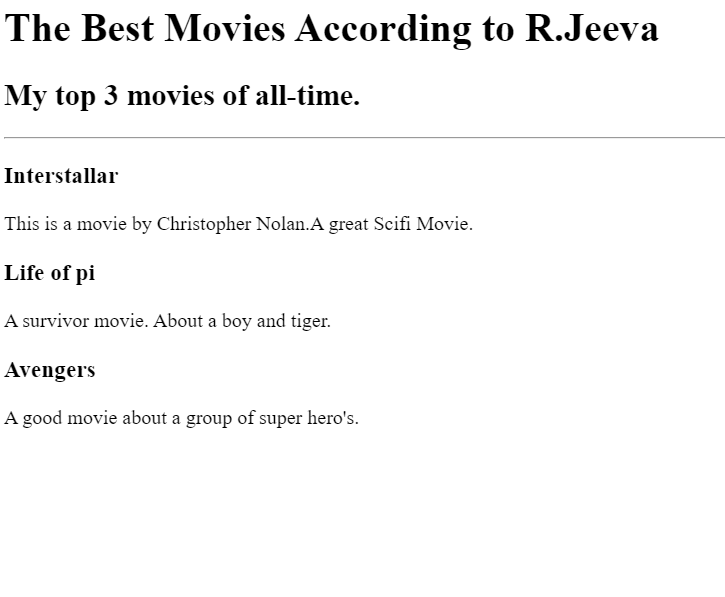 The Best Movies According to R.Jeeva
My top 3 movies of all-time.
Interstallar
This is a movie by Christopher Nolan.A great Scifi Movie.
Life of pi
A survivor movie. About a boy and tiger.
Avengers
A good movie about a group of super hero's.